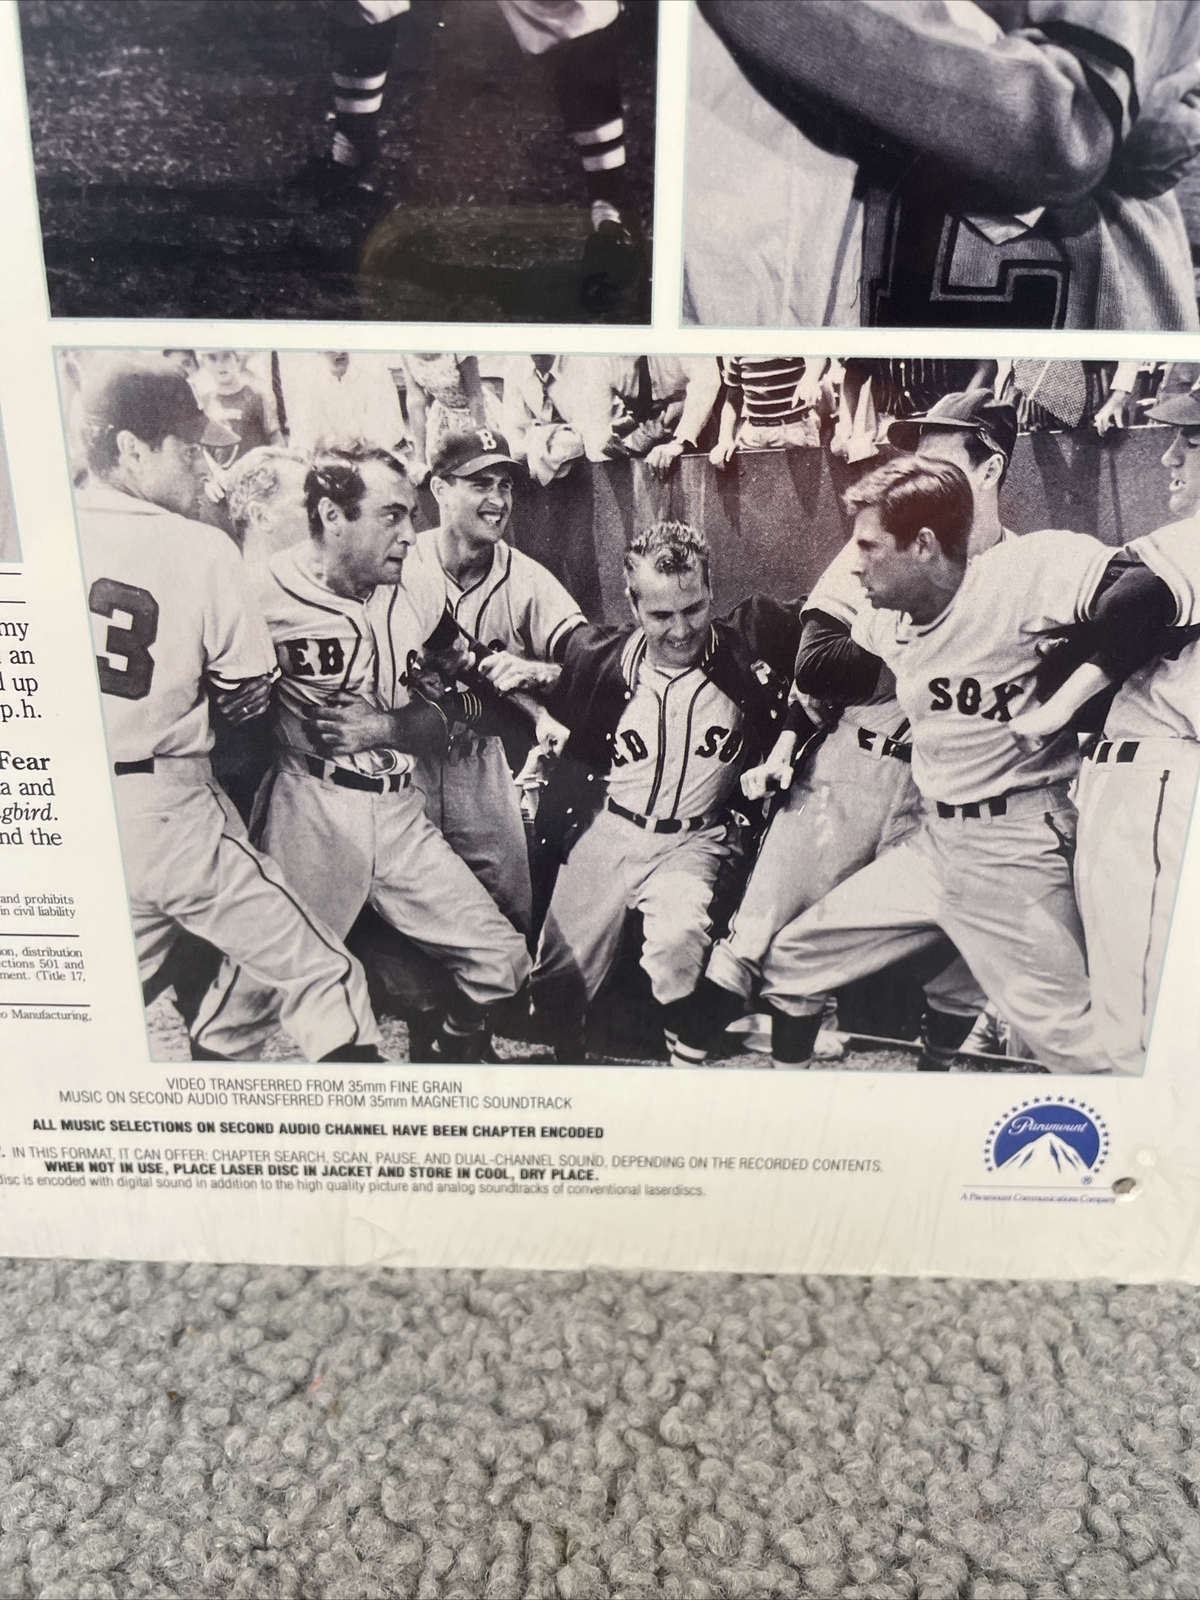 B
3
ED
ED SO
SOX
my
an
d up
p.h.
Fear
a and
gbird.
nd the
and prohibits
in civil liability
on, distribution
ctions 501 and
ment. (Title 17,
o Manufacturing,
VIDEO TRANSFERRED FROM 35mm FINE GRAIN
MUSIC ON SECOND AUDIO TRANSFERRED FROM 35mm MAGNETIC SOUNDTRACK
ALL MUSIC SELECTIONS ON SECOND AUDIO CHANNEL HAVE BEEN CHAPTER ENCODED
. IN THIS FORMAT, IT CAN OFFER: CHAPTER SEARCH, SCAN, PAUSE, AND DUAL-CHANNEL SOUND, DEPENDING ON THE RECORDED CONTENTS.
WHEN NOT IN USE, PLACE LASER DISC IN JACKET AND STORE IN COOL, DRY PLACE.
disc is encoded with digital sound in addition to the high quality picture and analog soundtracks of conventional laserdiscs.
Paramount
®
A Paramount Communications Company